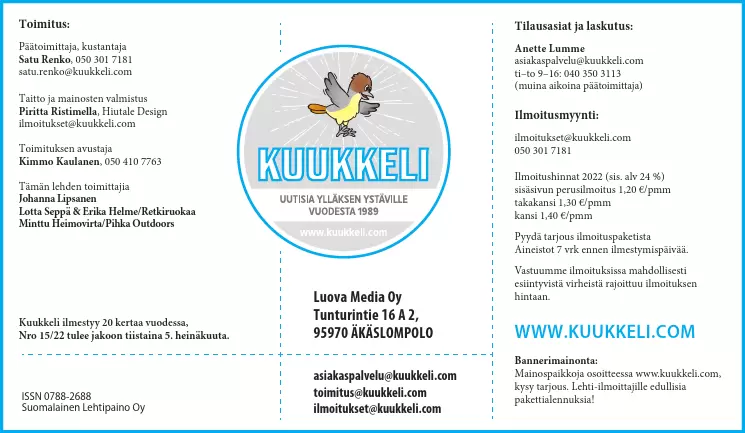 Toimitus:
Päätoimittaja, kustantaja
Satu Renko, 050 301 7181
satu.renko@kuukkeli.com
Taitto ja mainosten valmistus
Piritta Ristimella, Hiutale Design
ilmoitukset@kuukkeli.com
Toimituksen avustaja
Kimmo Kaulanen, 050 410 7763
Tämän lehden toimittajia
Johanna Lipsanen
Lotta Seppä & Erika Helme/Retkiruokaa
Minttu Heimovirta/Pihka Outdoors
Kuukkeli ilmestyy 20 kertaa vuodessa,
Nro 15/22 tulee jakoon tiistaina 5. heinäkuuta.
ISSN 0788-2688
Suomalainen Lehtipaino Oy
KUUKKELI
UUTISIA YLLÄKSEN YSTÄVILLE
VUODESTA 1989
www.kuukkeli.com
Luova Media Oy
Tunturintie 16 A 2,
95970 ÄKÄSLOMPOLO
asiakaspalvelu@kuukkeli.com
toimitus@kuukkeli.com
ilmoitukset@kuukkeli.com
Tilausasiat ja laskutus:
Anette Lumme
asiakaspalvelu@kuukkeli.com
ti–to 9–16: 040 350 3113
(muina aikoina päätoimittaja)
Ilmoitusmyynti:
ilmoitukset@kuukkeli.com
050 301 7181
Ilmoitushinnat 2022 (sis. alv 24 %)
sisäsivun perusilmoitus 1,20 €/pmm
takakansi 1,30 €/pmm
kansi 1,40 €/pmm
Pyydä tarjous ilmoituspaketista
Aineistot 7 vrk ennen ilmestymispäivää.
Vastuumme ilmoituksissa mahdollisesti
esiintyvistä virheistä rajoittuu ilmoituksen
hintaan.
WWW.KUUKKELI.COM
Bannerimainonta:
Mainospaikkoja osoitteessa www.kuukkeli.com,
kysy tarjous. Lehti-ilmoittajille edullisia
pakettialennuksia!